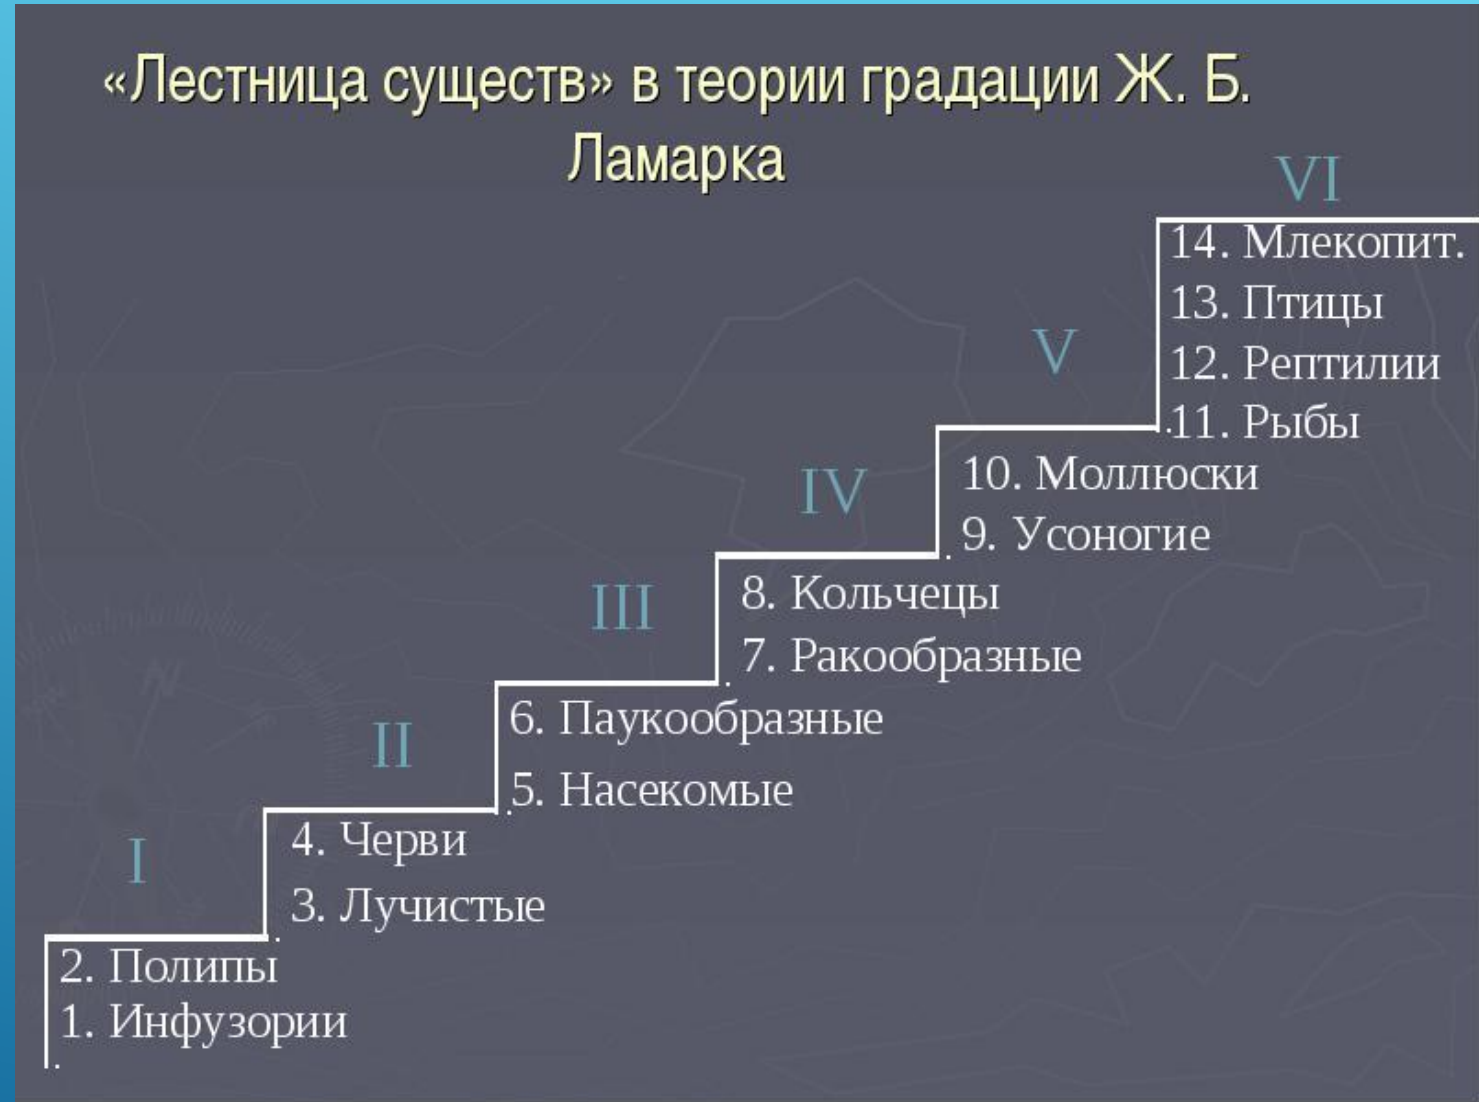 «Лестница существ» в теории градации Ж. Б.
Ламарка
VI
14. Млекопит.
13. Птицы
12. Рептилии
11. Рыбы
V
10. Моллюски
9. Усоногие
IV
8. Кольчецы
7. Ракообразные
III
6. Паукообразные
5. Насекомые
II
4. Черви
3. Лучистые
I
2. Полипы
1. Инфузории